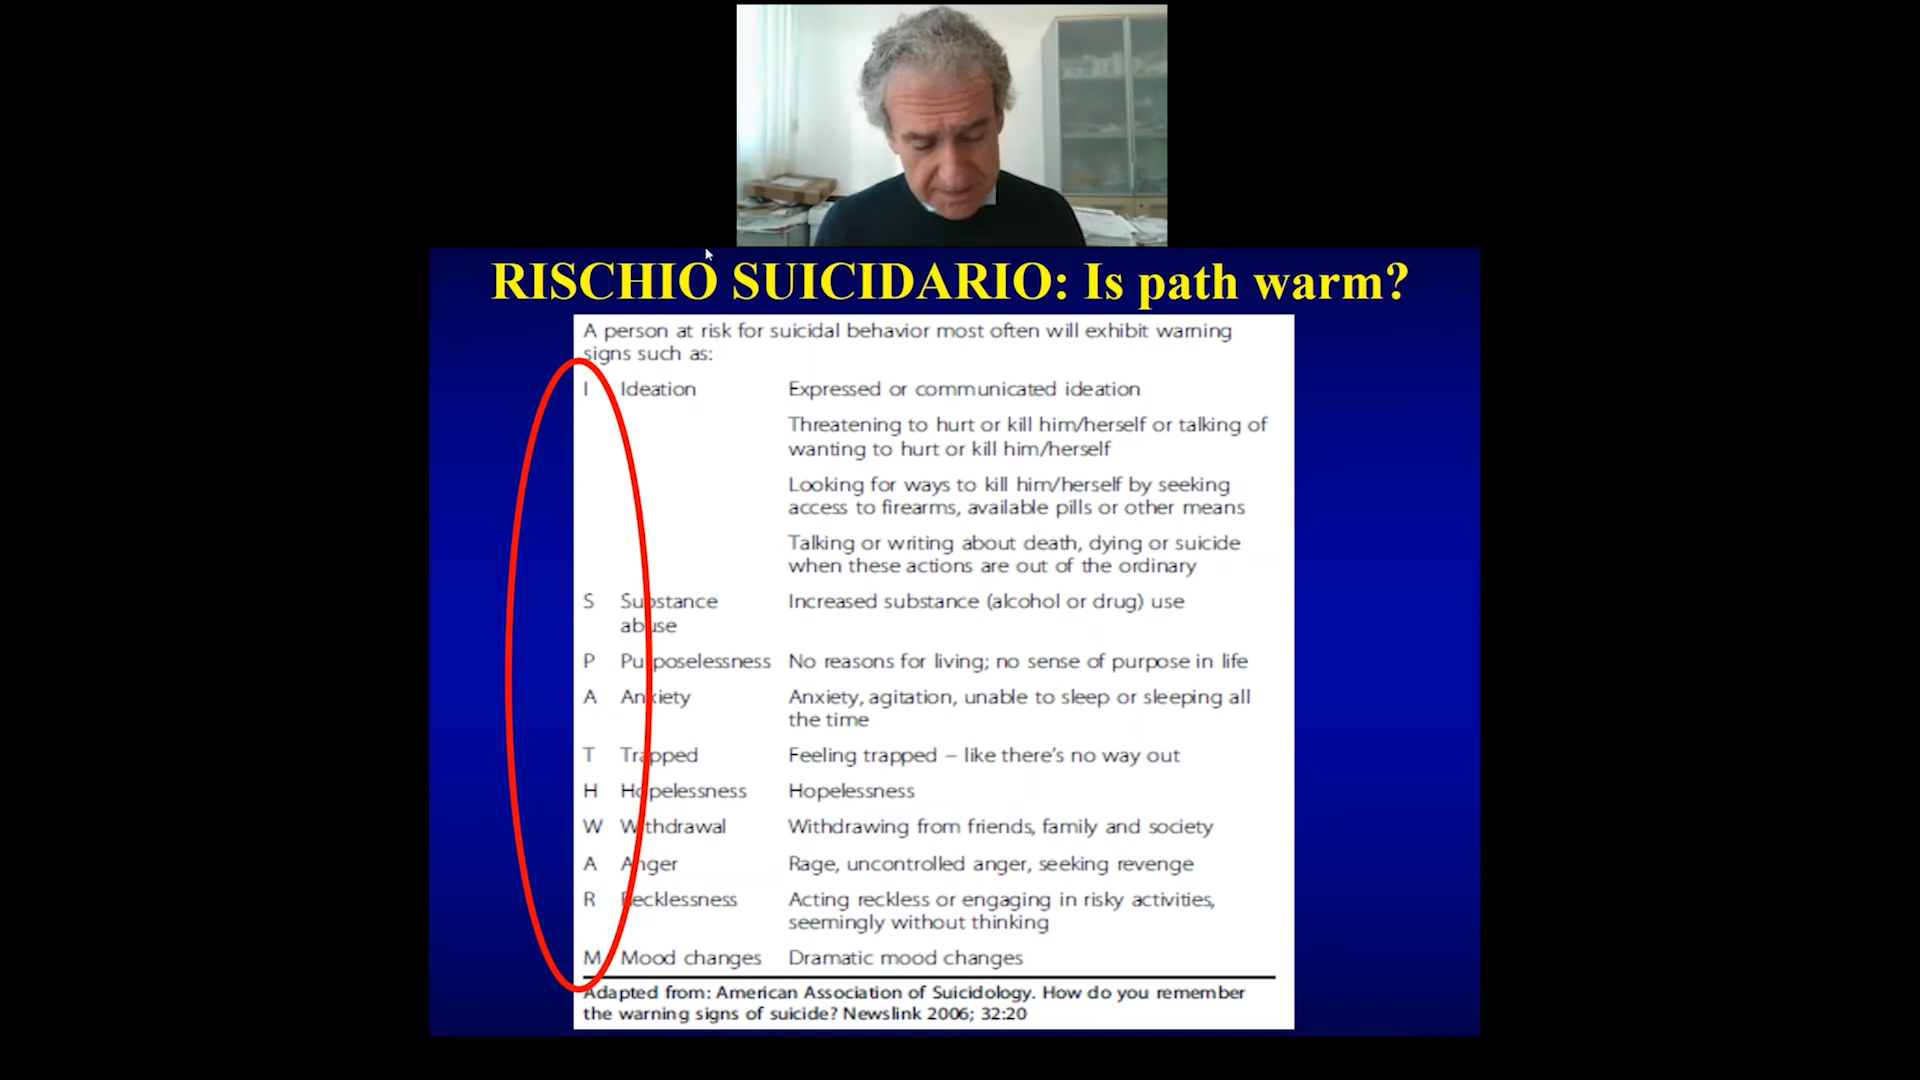 RISCHIO SUICIDARIO: Is path warm?
A person at risk for suicidal behavior most often will exhibit warning
signs such as:
I Ideation Expressed or communicated ideation
Threatening to hurt or kill him/herself or talking of
wanting to hurt or kill him/herself
Looking for ways to kill him/herself by seeking
access to firearms, available pills or other means
Talking or writing about death, dying or suicide
when these actions are out of the ordinary
S Substance Increased substance (alcohol or drug) use
abuse
P Purposelessness No reasons for living; no sense of purpose in life
A Anxiety Anxiety, agitation, unable to sleep or sleeping all
the time
T Trapped Feeling trapped – like there's no way out
H Hopelessness Hopelessness
W Withdrawal Withdrawing from friends, family and society
A Anger Rage, uncontrolled anger, seeking revenge
R Recklessness Acting reckless or engaging in risky activities,
seemingly without thinking
M Mood changes Dramatic mood changes
Adapted from: American Association of Suicidology. How do you remember
the warning signs of suicide? Newslink 2006; 32:20